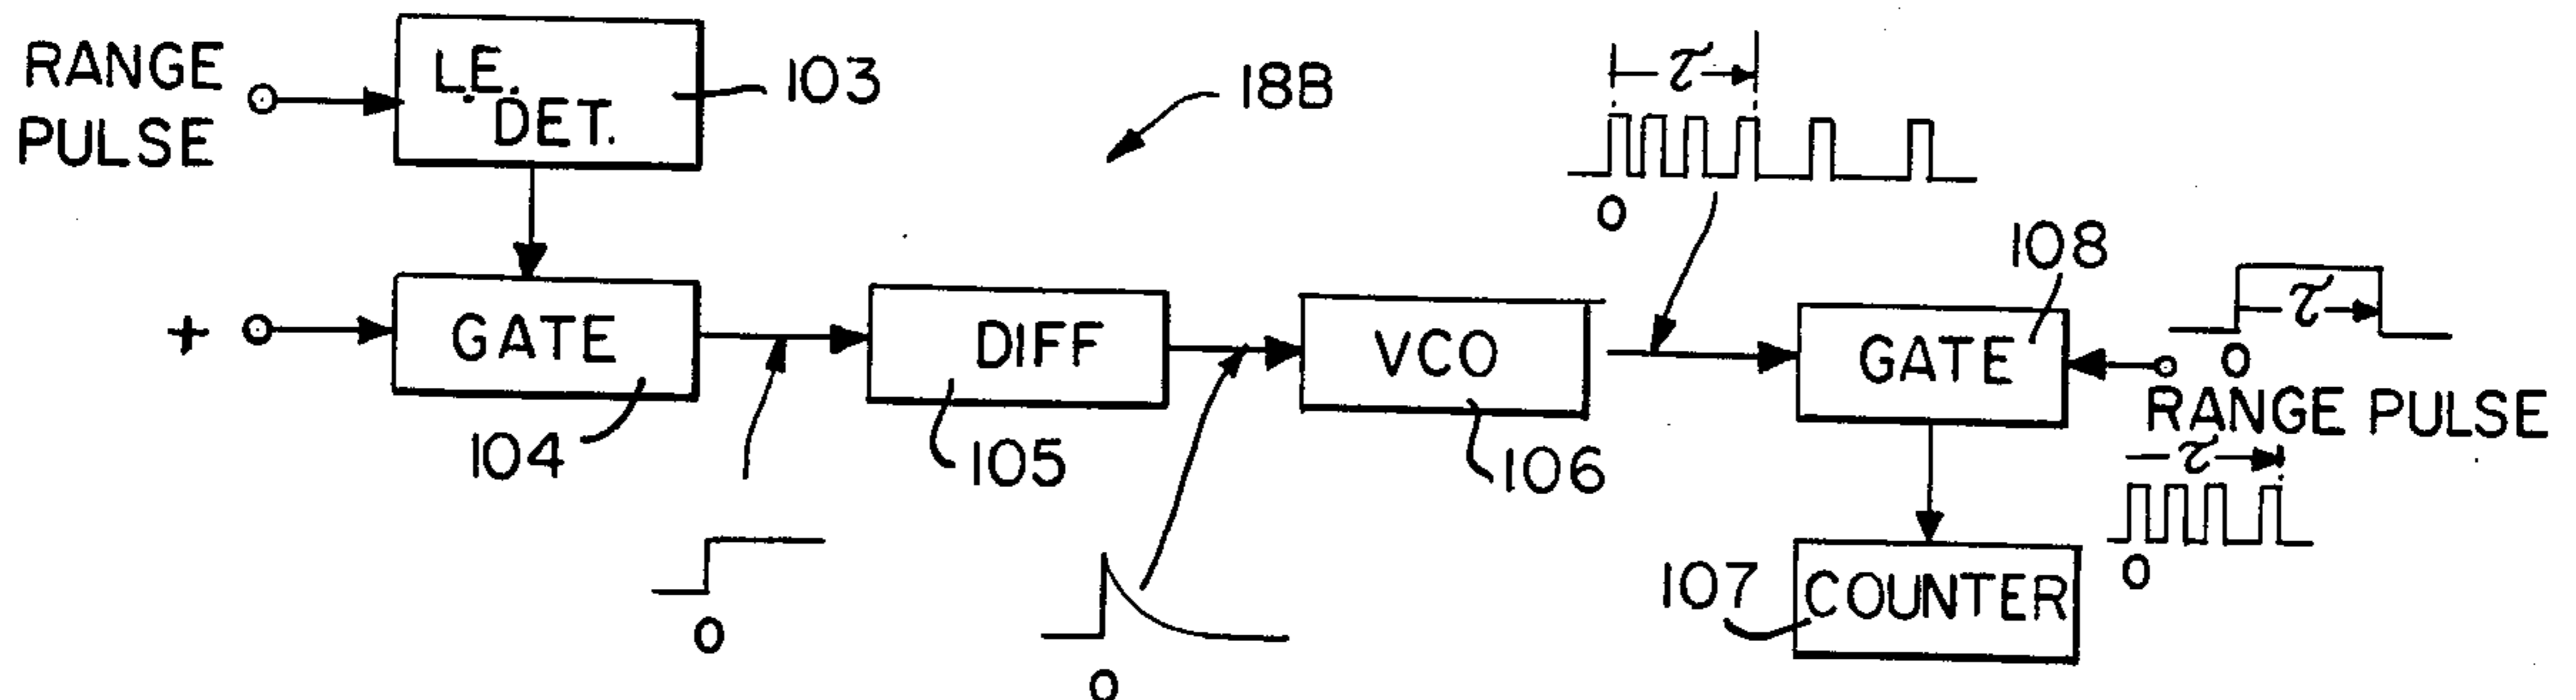 RANGE
PULSE
L.E.
DET.
103
18B
τ
0
+
GATE
104
DIFF
105
VCO
106
GATE
108
τ
0
RANGE PULSE
τ
0
COUNTER
107
0
0